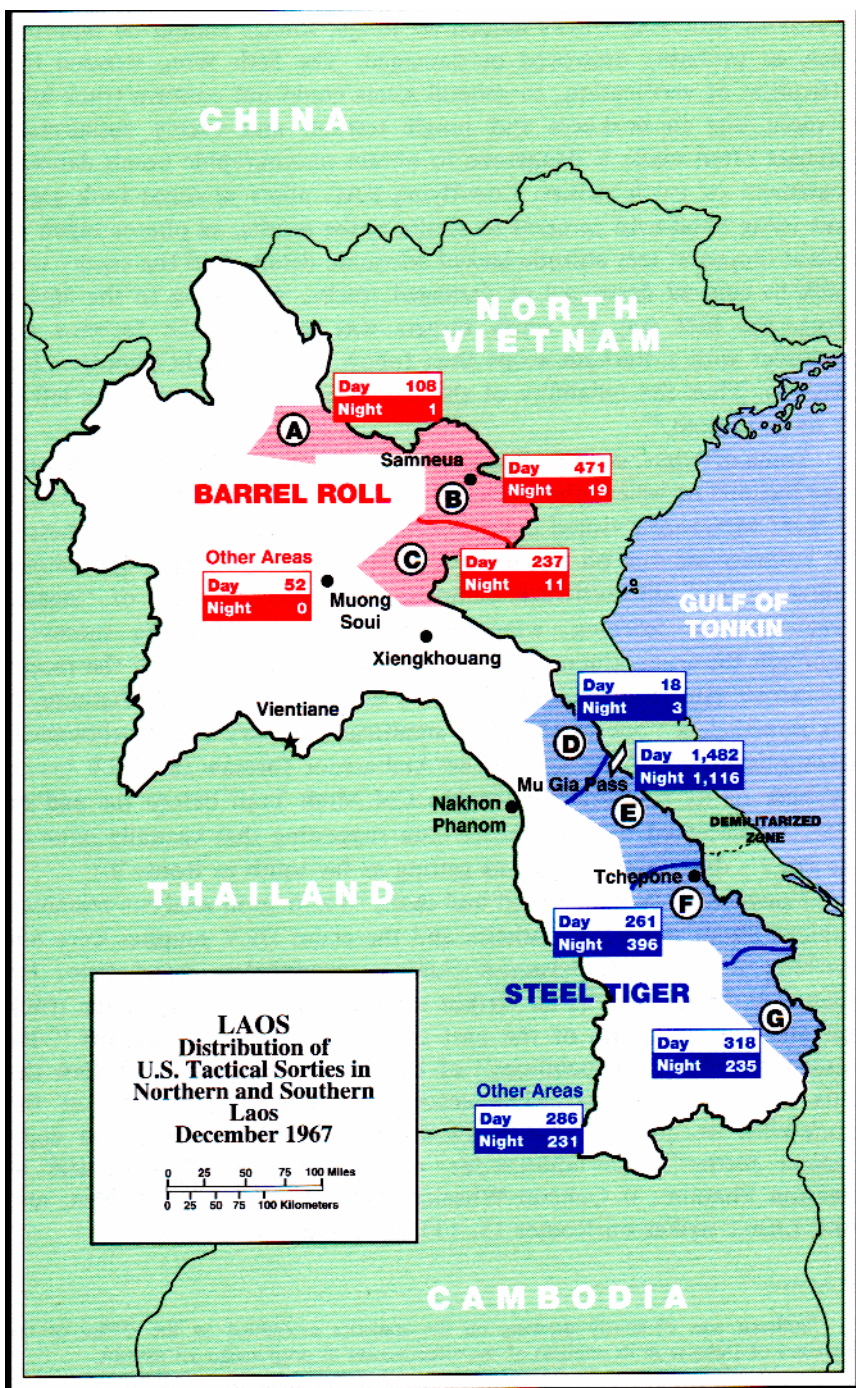 CHINA
NORTH
VIETNAM
Day 108
Night 1
A
Samneua
Day 471
Night 19
BARREL ROLL
B
Other Areas
Day 52
Night 0
C
Day 237
Night 11
Muong
Soui
GULF OF
TONKIN
Xiengkhouang
Day 18
Night 3
Vientiane
D
Day 1,482
Night 1,116
Mu Gia Pass
Nakhon
Phanom
E
DEMILITARIZED
ZONE
THAILAND
Tchepone
F
Day 261
Night 396
STEEL TIGER
G
Day 318
Night 235
Other Areas
Day 286
Night 231
LAOS
Distribution of
U.S. Tactical Sorties in
Northern and Southern
Laos
December 1967
0 25 50 75 100 Miles
0 25 50 75 100 Kilometers
CAMBODIA